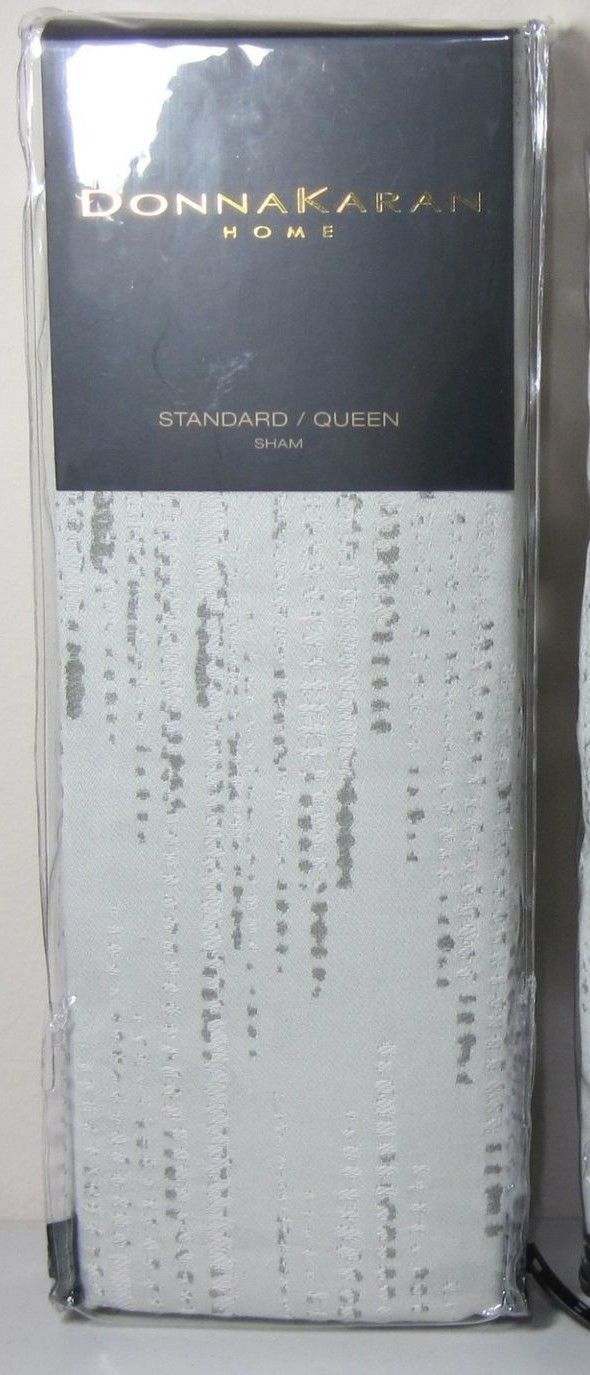 DONNAKARAN
HOME
STANDARD / QUEEN
SHAM